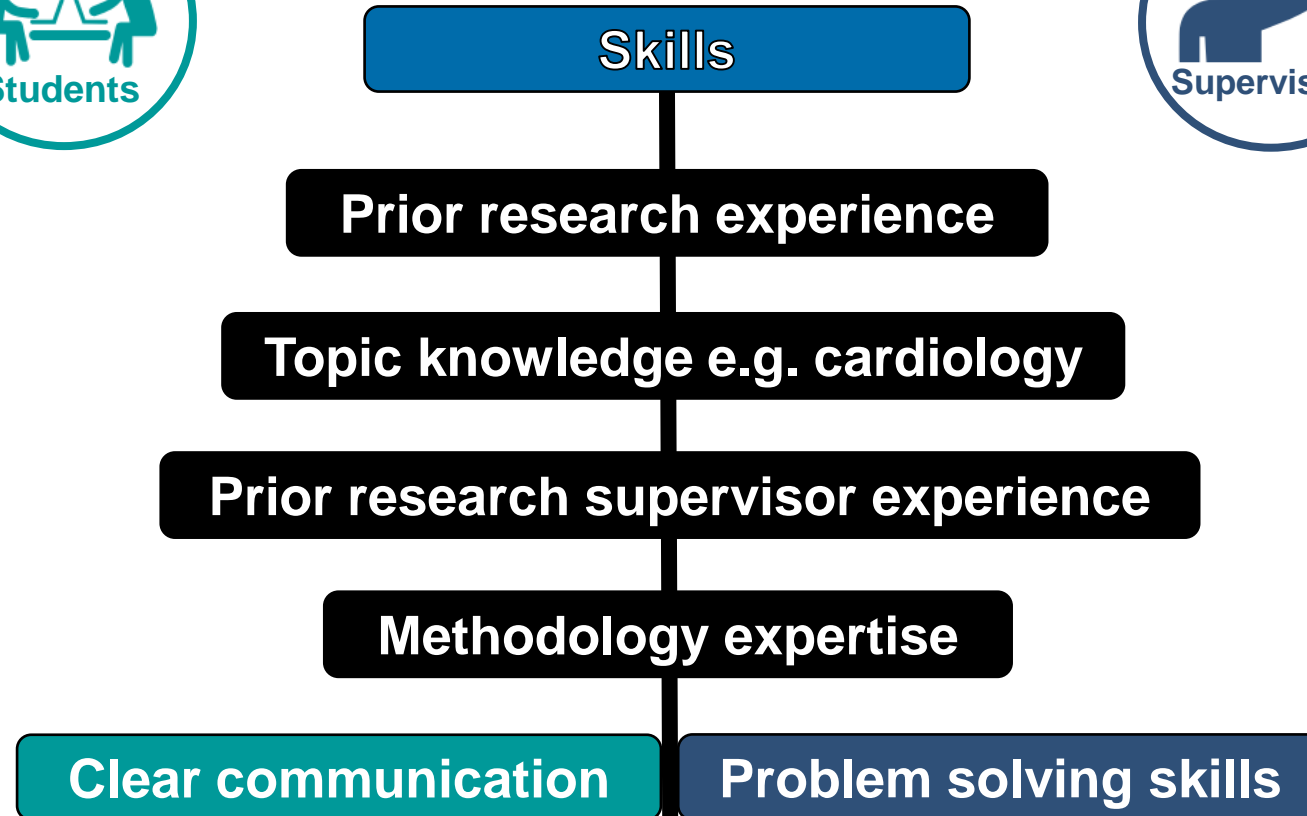 Skills
Students
Prior research experience
Topic knowledge e.g. cardiology
Prior research supervisor experience
Methodology expertise
Clear communication
Problem solving skills